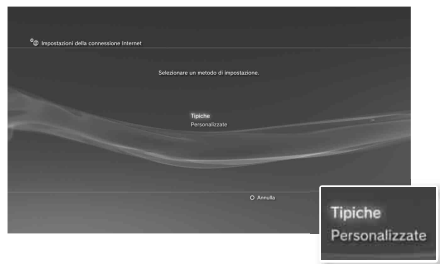 Impostazioni della connessione Internet
Selezionare un metodo di impostazione.
Tipiche
Personalizzate
Annulla
Tipiche
Personalizzate